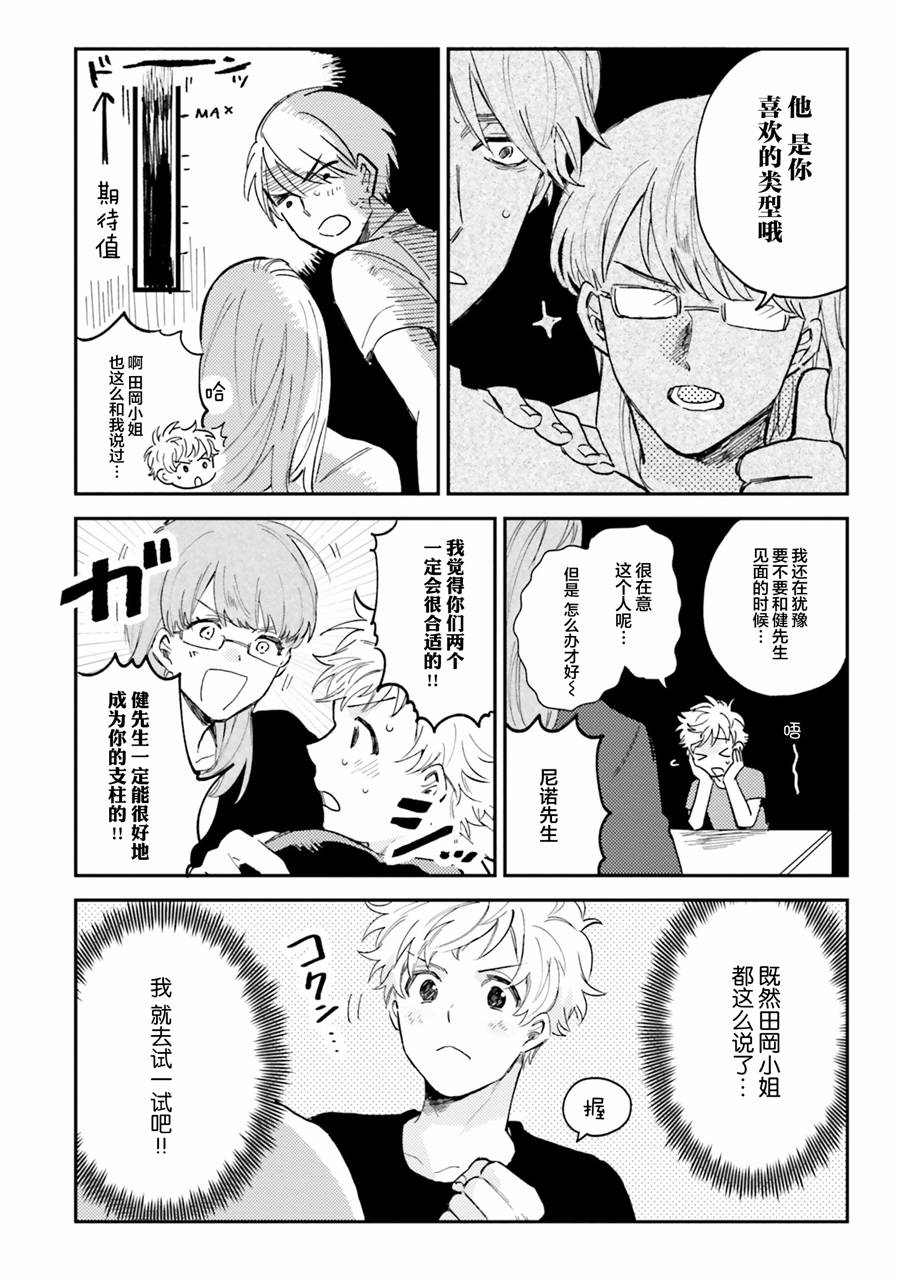 他 是你
喜欢的类型哦
ドーンッ
MAX
期待值
哈
啊 田岡小姐
也这么和我说过…
我还在犹豫
要不要和健先生
见面的时候…
唔
很在意
这个人呢…
但是 怎么办才好～
尼诺先生
我觉得你们两个
一定会很合适的!!
ガ
健先生一定能很好地
成为你的支柱的!!
既然田岡小姐
都这么说了…
握
コクン…
我 就去试一试吧!!